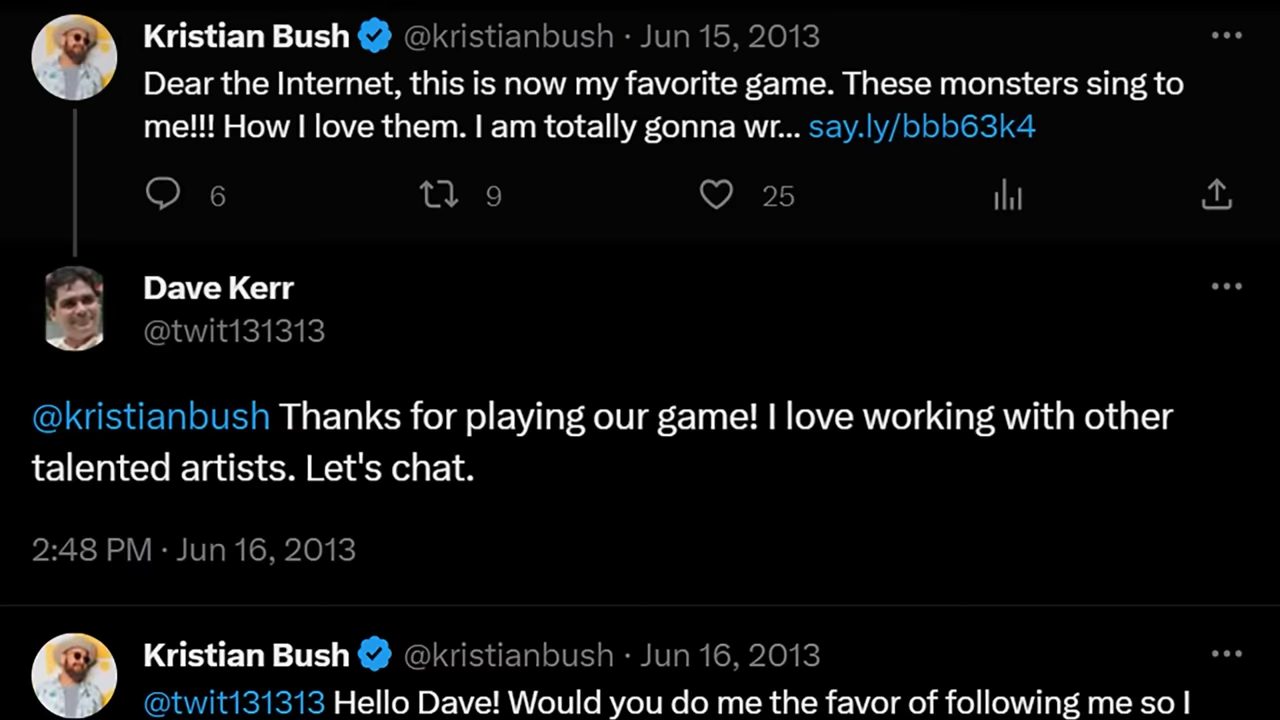 Kristian Bush @kristianbush · Jun 15, 2013
Dear the Internet, this is now my favorite game. These monsters sing to
me!!! How I love them. I am totally gonna wr... say.ly/bbb63k4
6 9 25
Dave Kerr
@twit131313
@kristianbush Thanks for playing our game! I love working with other
talented artists. Let's chat.
2:48 PM · Jun 16, 2013
Kristian Bush @kristianbush · Jun 16, 2013
@twit131313 Hello Dave! Would you do me the favor of following me so I